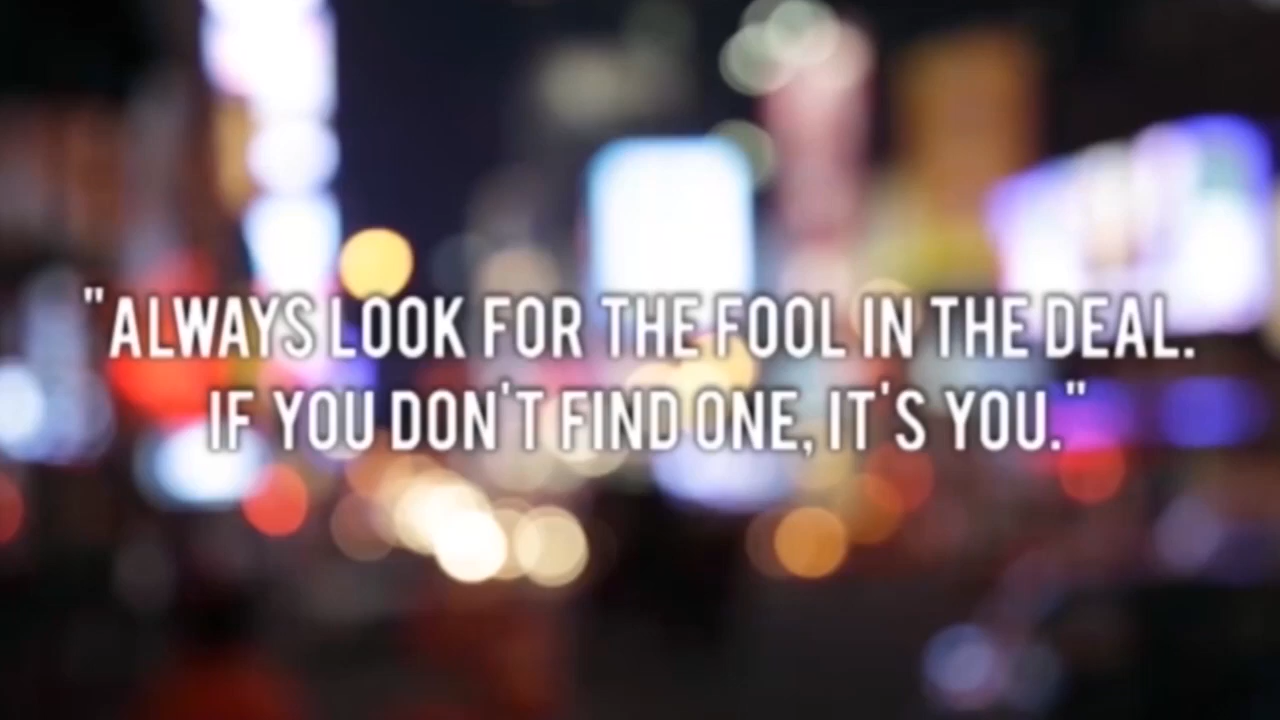 "ALWAYS LOOK FOR THE FOOL IN THE DEAL.
IF YOU DON'T FIND ONE, IT'S YOU."